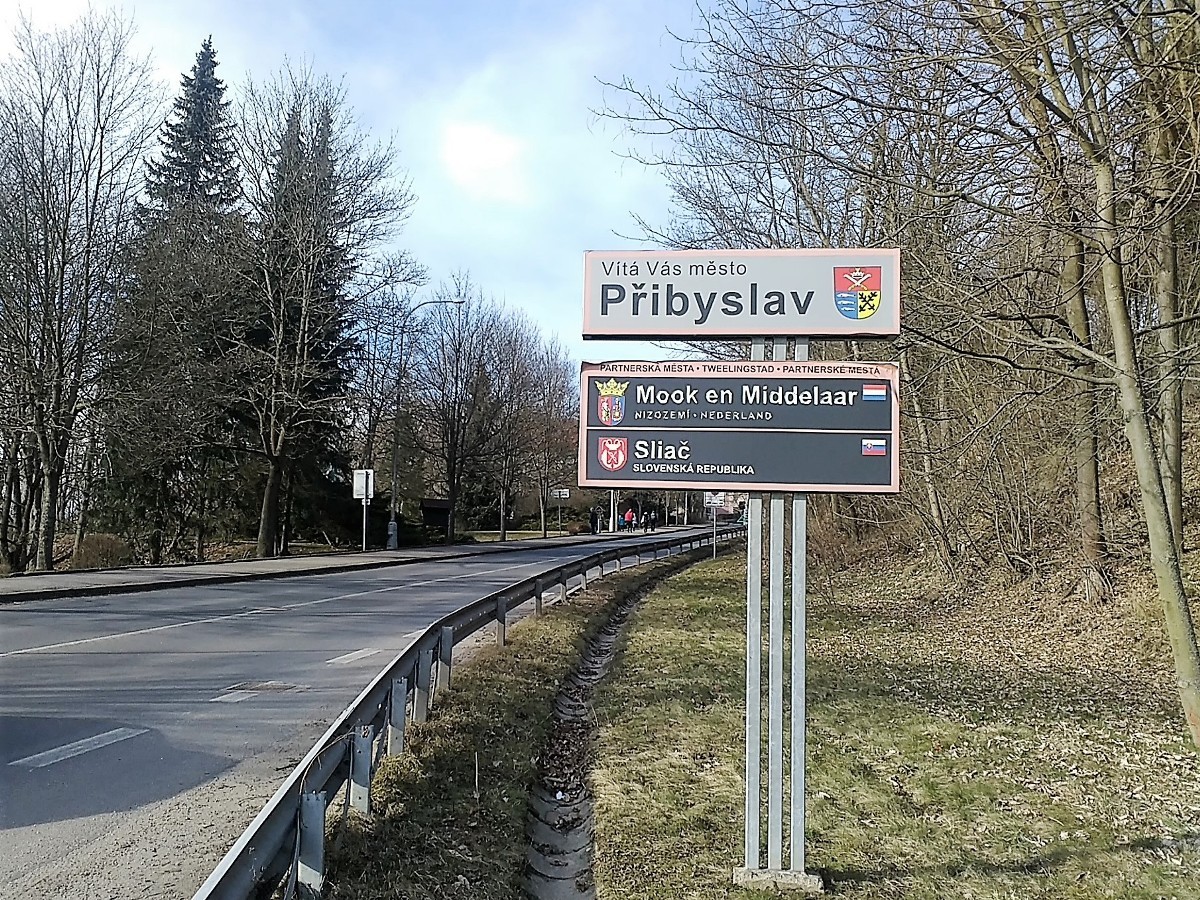 Vítá Vás město
Přibyslav
PARTNERSKÁ MĚSTA • TWEELINGSTAD • PARTNERSKÉ MESTÁ
Mook en Middelaar
NIZOZEMÍ • NEDERLAND
Sliač
SLOVENSKÁ REPUBLIKA